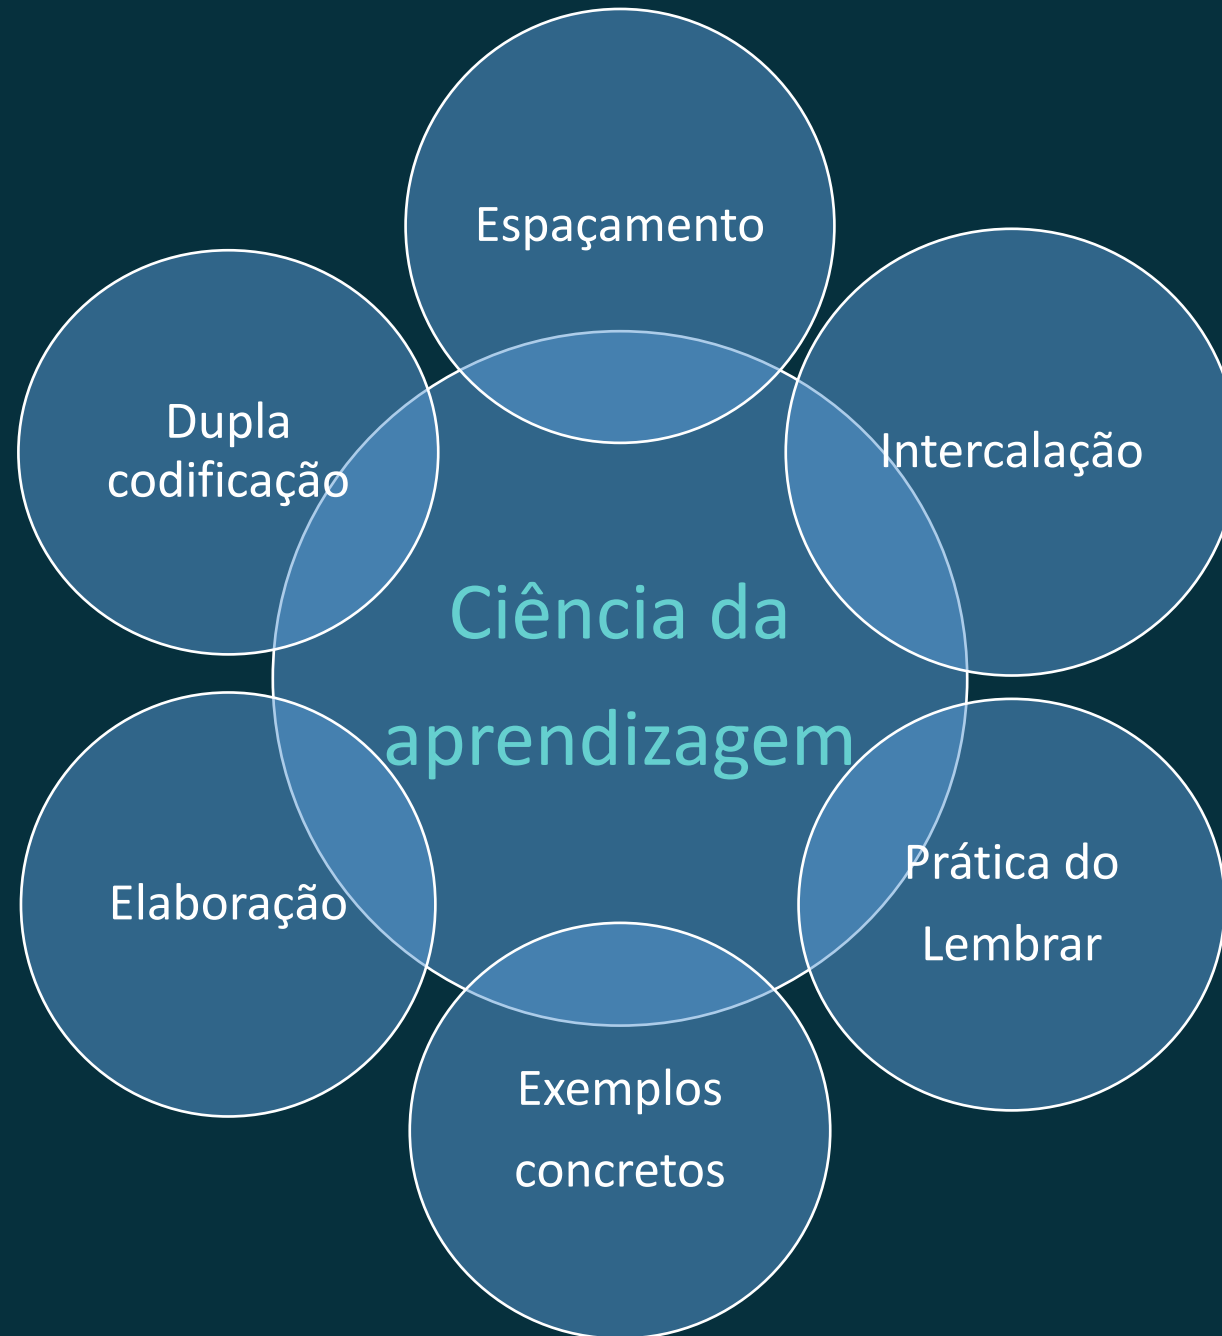 Espaçamento
Dupla
codificação
Intercalação
Ciência da
aprendizagem
Elaboração
Prática do
Lembrar
Exemplos
concretos